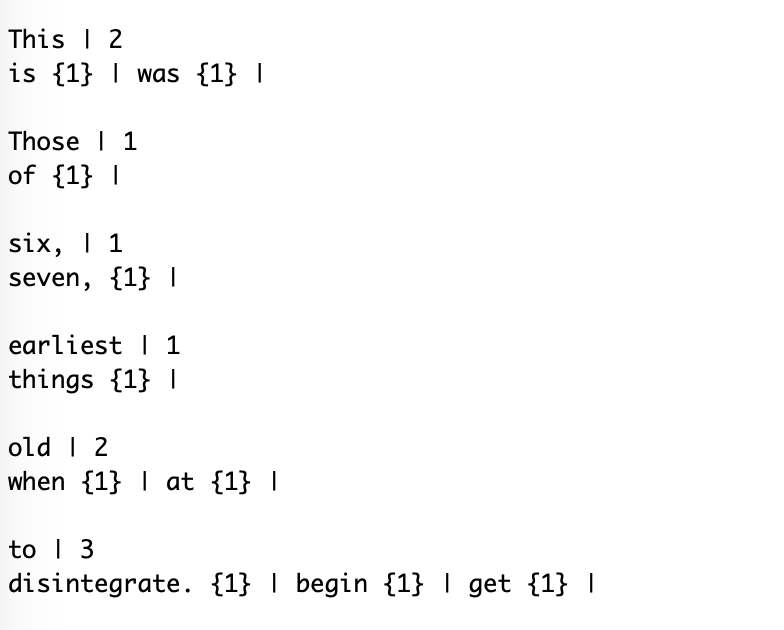 This | 2
is {1} | was {1} |
Those | 1
of {1} |
six, | 1
seven, {1} |
earliest | 1
things {1} |
old | 2
when {1} | at {1} |
to | 3
disintegrate. {1} | begin {1} | get {1} |